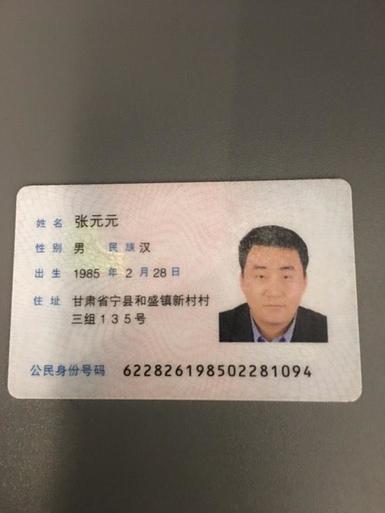 姓名 张元元
性别 男 民族 汉
出生 1985 年 2 月 28 日
住址 甘肃省宁县和盛镇新村村
三组135号
公民身份号码 622826198502281094